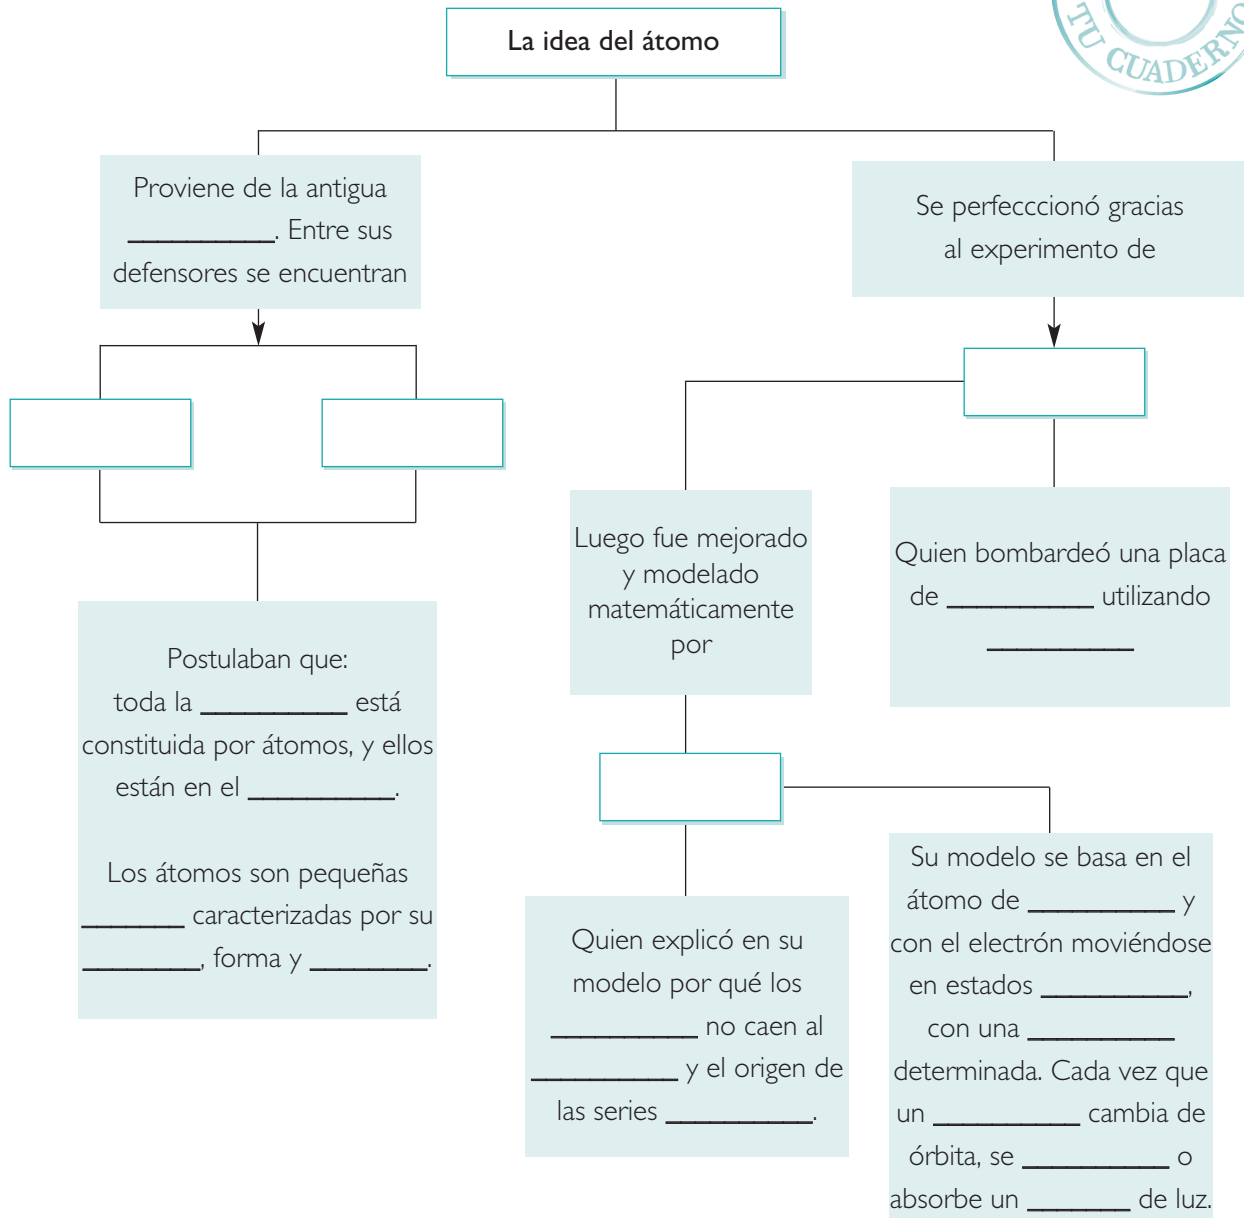 La idea del átomo
TU CUADERNO
Proviene de la antigua
__________. Entre sus
defensores se encuentran
Se perfecccionó gracias
al experimento de
Luego fue mejorado
y modelado
matemáticamente
por
Quien bombardeó una placa
de __________ utilizando
__________
Postulaban que:
toda la __________ está
constituida por átomos, y ellos
están en el __________.
Los átomos son pequeñas
_______ caracterizadas por su
________, forma y ________.
Quien explicó en su
modelo por qué los
__________ no caen al
__________ y el origen de
las series __________.
Su modelo se basa en el
átomo de __________ y
con el electrón moviéndose
en estados __________,
con una __________
determinada. Cada vez que
un __________ cambia de
órbita, se __________ o
absorbe un _______ de luz.